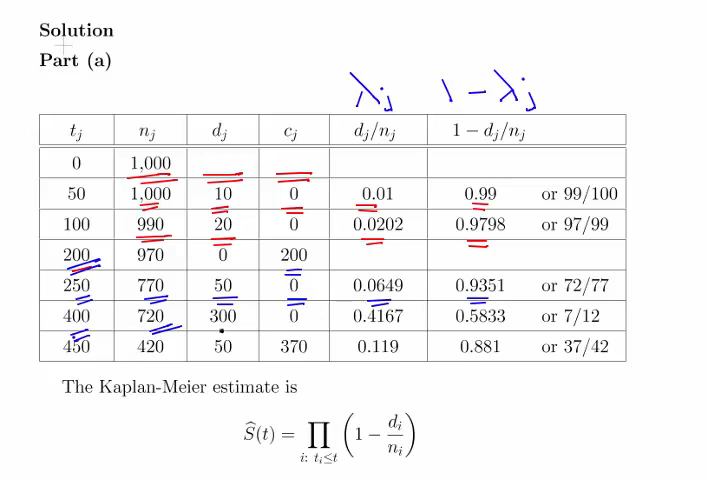 Solution
Part (a)
λj 1 − λj
tj nj dj cj dj/nj 1 − dj/nj
0 1,000
50 1,000 10 0 0.01 0.99 or 99/100
100 990 20 0 0.0202 0.9798 or 97/99
200 970 0 200
250 770 50 0 0.0649 0.9351 or 72/77
400 720 300 0 0.4167 0.5833 or 7/12
450 420 50 370 0.119 0.881 or 37/42
The Kaplan-Meier estimate is
Ŝ(t) = ∏ i: ti≤t (1 − di/ni)